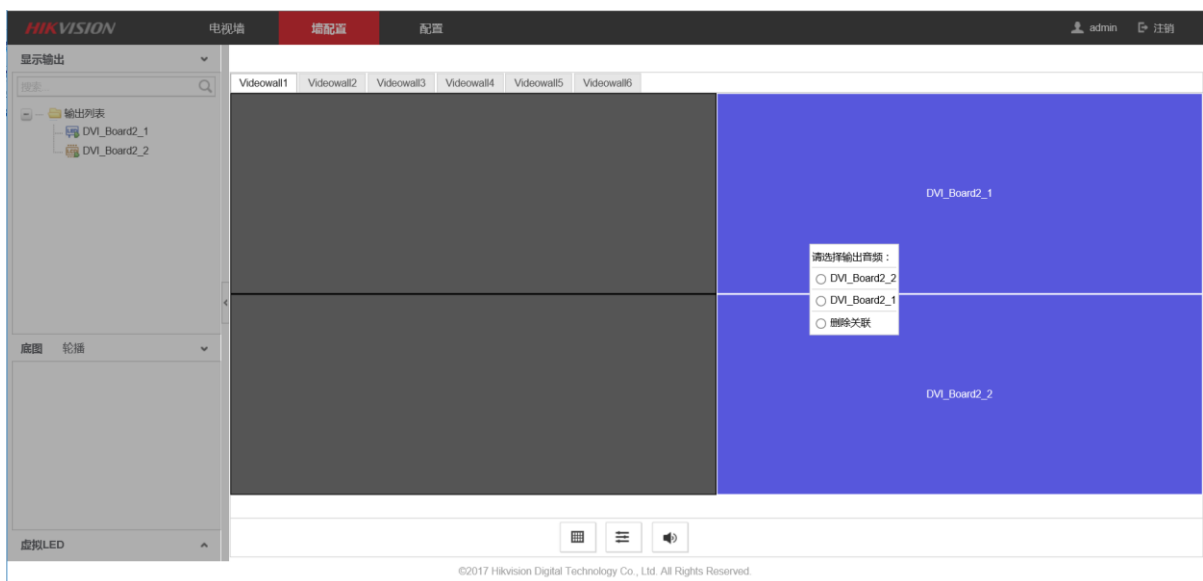 HIKVISION 电视墙 墙配置 配置 admin 注销
显示输出
搜索
Videowall1 Videowall2 Videowall3 Videowall4 Videowall5 Videowall6
输出列表
DVI_Board2_1
DVI_Board2_2
DVI_Board2_1
请选择输出音频：
DVI_Board2_2
DVI_Board2_1
删除关联
底图 轮播
DVI_Board2_2
虚拟LED
©2017 Hikvision Digital Technology Co., Ltd. All Rights Reserved.